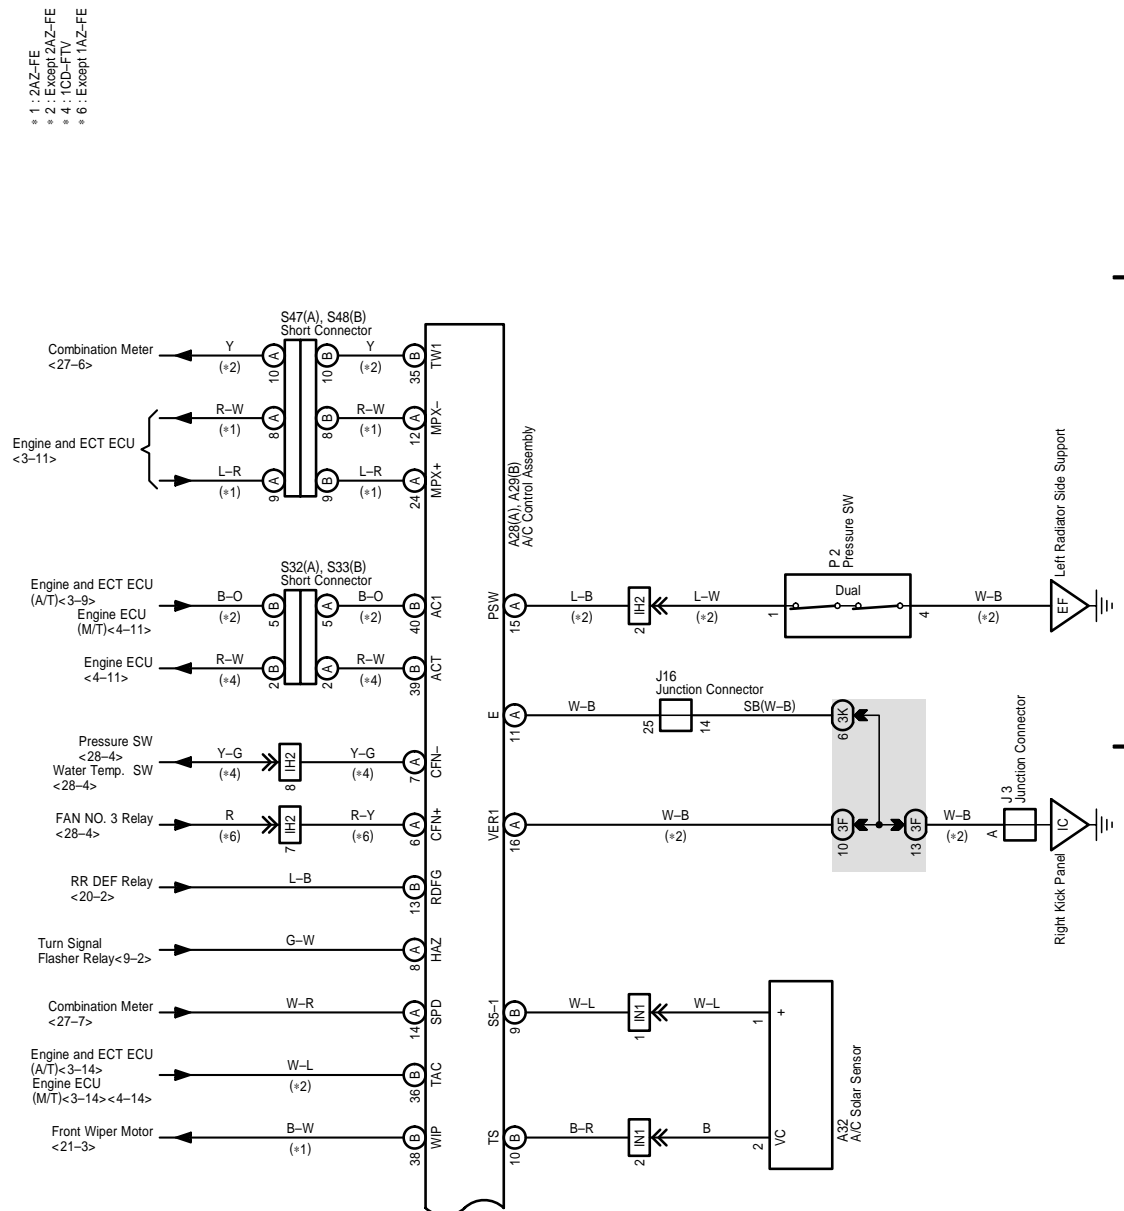 * 1 : 2AZ–FE
* 2 : Except 2AZ–FE
* 4 : 1CD–FTV
* 6 : Except 1AZ–FE
S47(A), S48(B)
Short Connector
Combination Meter
<27–6>
Y
(*2)
10
A
B
10
Y
(*2)
35
B
TW1
R–W
(*1)
8
A
B
8
R–W
(*1)
12
A
MPX–
Engine and ECT ECU
<3–11>
L–R
(*1)
9
A
B
9
L–R
(*1)
24
A
MPX+
A28(A), A29(B)
A/C Control Assembly
S32(A), S33(B)
Short Connector
Engine and ECT ECU
(A/T)<3–9>
Engine ECU
(M/T)<4–11>
B–O
(*2)
5
B
A
5
B–O
(*2)
40
B
AC1
Engine ECU
<4–11>
R–W
(*4)
2
B
A
2
R–W
(*4)
39
B
ACT
Pressure SW
<28–4>
Water Temp. SW
<28–4>
Y–G
(*4)
IH2
8
Y–G
(*4)
7
A
CFN–
FAN NO. 3 Relay
<28–4>
R
(*6)
IH2
7
R–Y
(*6)
6
A
CFN+
RR DEF Relay
<20–2>
L–B
13
B
RDFG
Turn Signal
Flasher Relay<9–2>
G–W
8
A
HAZ
Combination Meter
<27–7>
W–R
14
A
SPD
Engine and ECT ECU
(A/T)<3–14>
Engine ECU
(M/T)<3–14><4–14>
W–L
(*2)
36
B
TAC
Front Wiper Motor
<21–3>
B–W
(*1)
38
B
WIP
PSW
15
A
L–B
(*2)
IH2
2
L–W
(*2)
1
P 2
Pressure SW
Dual
4
W–B
(*2)
EF
Left Radiator Side Support
E
11
A
W–B
J16
Junction Connector
25
14
SB(W–B)
6
3K
VER1
16
A
W–B
(*2)
10
3F
13
3F
W–B
(*2)
A
J 3
Junction Connector
IC
Right Kick Panel
S5–1
9
B
W–L
IN1
1
W–L
1
+
TS
10
B
B–R
IN1
2
B
2
VC
A32
A/C Solar Sensor